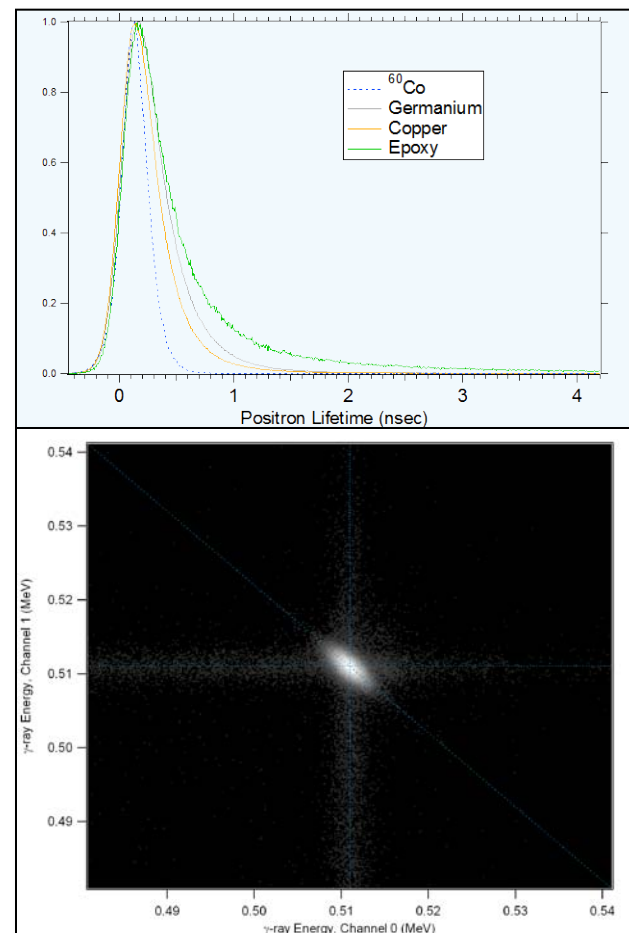 1.0
0.8
0.6
0.4
0.2
0.0
60Co
Germanium
Copper
Epoxy
0 1 2 3 4
Positron Lifetime (nsec)
0.54
0.53
0.52
0.51
0.50
0.49
γ-ray Energy, Channel 1 (MeV)
0.49 0.50 0.51 0.52 0.53 0.54
γ-ray Energy, Channel 0 (MeV)